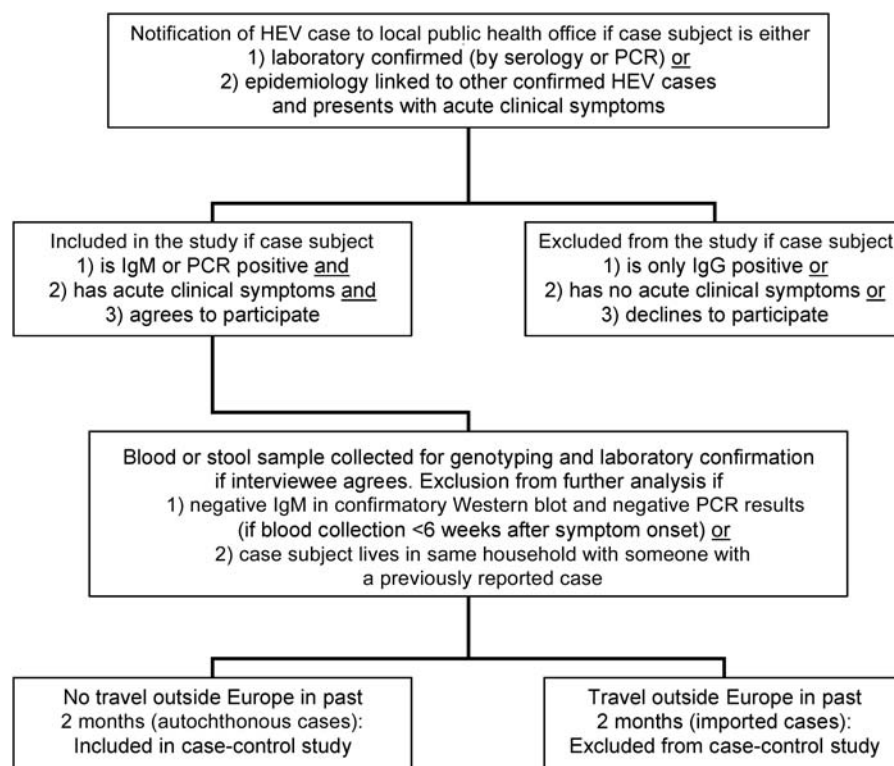 Notification of HEV case to local public health office if case subject is either
1) laboratory confirmed (by serology or PCR) or
2) epidemiology linked to other confirmed HEV cases
and presents with acute clinical symptoms
Included in the study if case subject
1) is IgM or PCR positive and
2) has acute clinical symptoms and
3) agrees to participate
Excluded from the study if case subject
1) is only IgG positive or
2) has no acute clinical symptoms or
3) declines to participate
Blood or stool sample collected for genotyping and laboratory confirmation
if interviewee agrees. Exclusion from further analysis if
1) negative IgM in confirmatory Western blot and negative PCR results
(if blood collection <6 weeks after symptom onset) or
2) case subject lives in same household with someone with
a previously reported case
No travel outside Europe in past
2 months (autochthonous cases):
Included in case-control study
Travel outside Europe in past
2 months (imported cases):
Excluded from case-control study